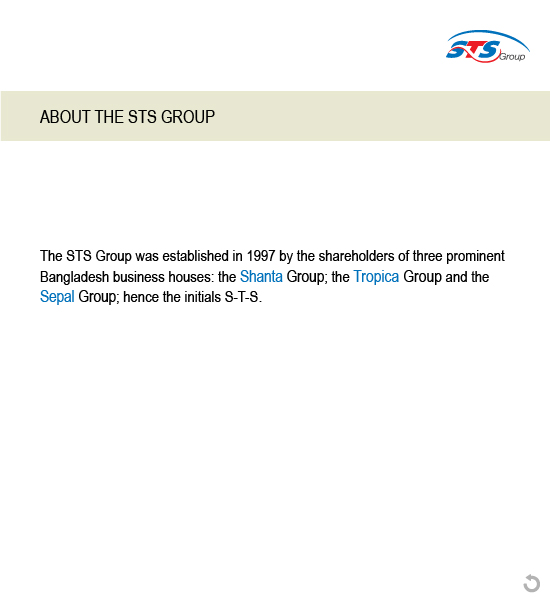 STS Group
ABOUT THE STS GROUP
The STS Group was established in 1997 by the shareholders of three prominent
Bangladesh business houses: the Shanta Group; the Tropica Group and the
Sepal Group; hence the initials S-T-S.